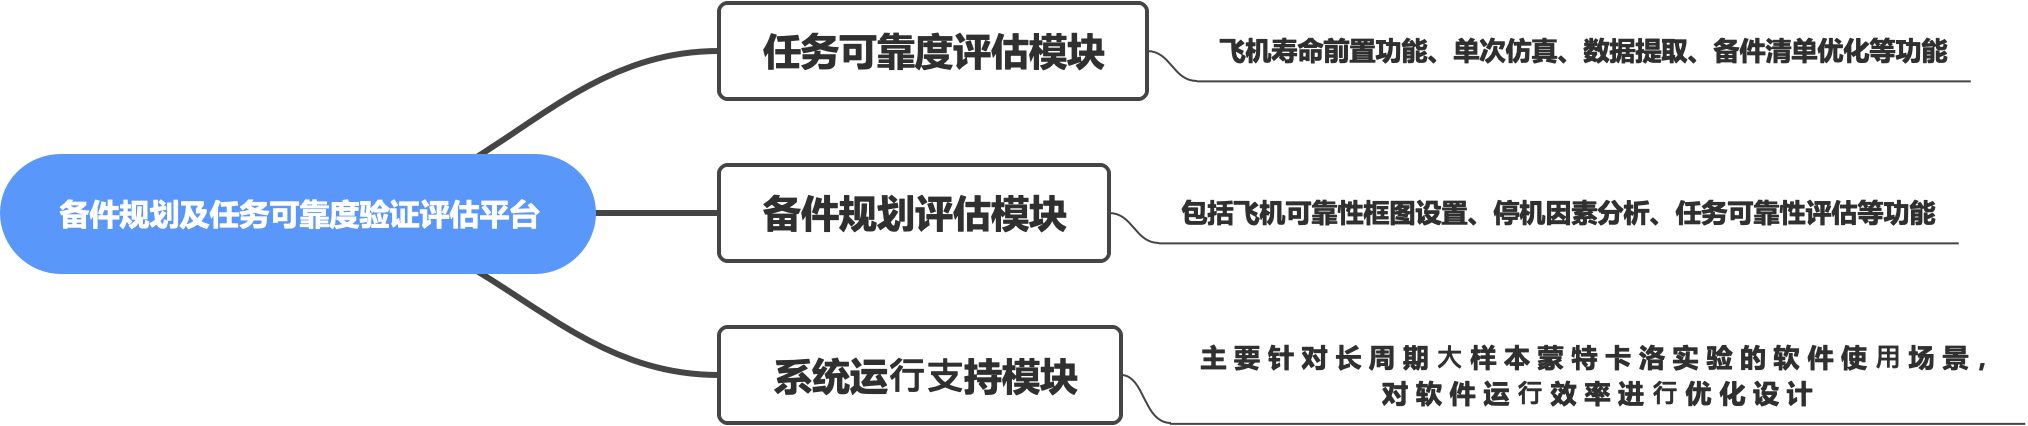 备件规划及任务可靠度验证评估平台
任务可靠度评估模块
飞机寿命前置功能、单次仿真、数据提取、备件清单优化等功能
备件规划评估模块
包括飞机可靠性框图设置、停机因素分析、任务可靠性评估等功能
系统运⾏⽀持模块
主要针对长周期⼤样本蒙特卡洛实验的软件使⽤场景,
对软件运⾏效率进⾏优化设计